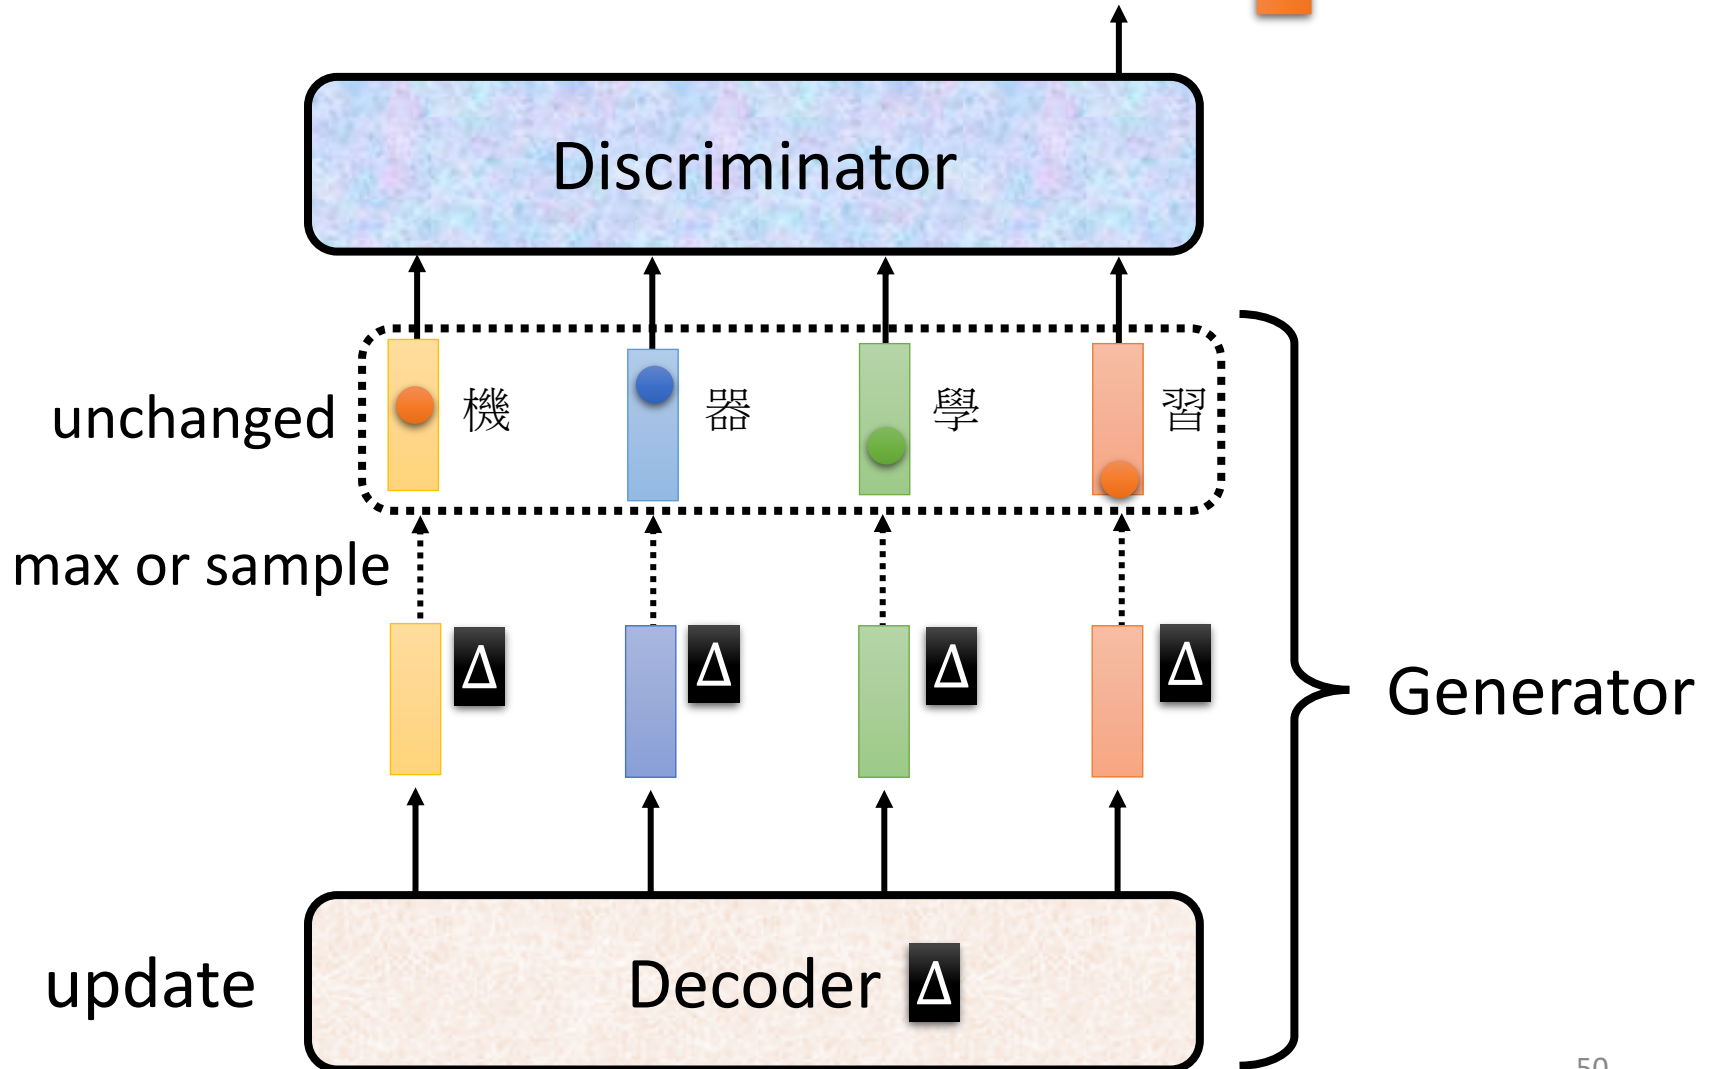 Discriminator
unchanged
機 器 學 習
max or sample
Δ Δ Δ Δ
Generator
update
Decoder Δ